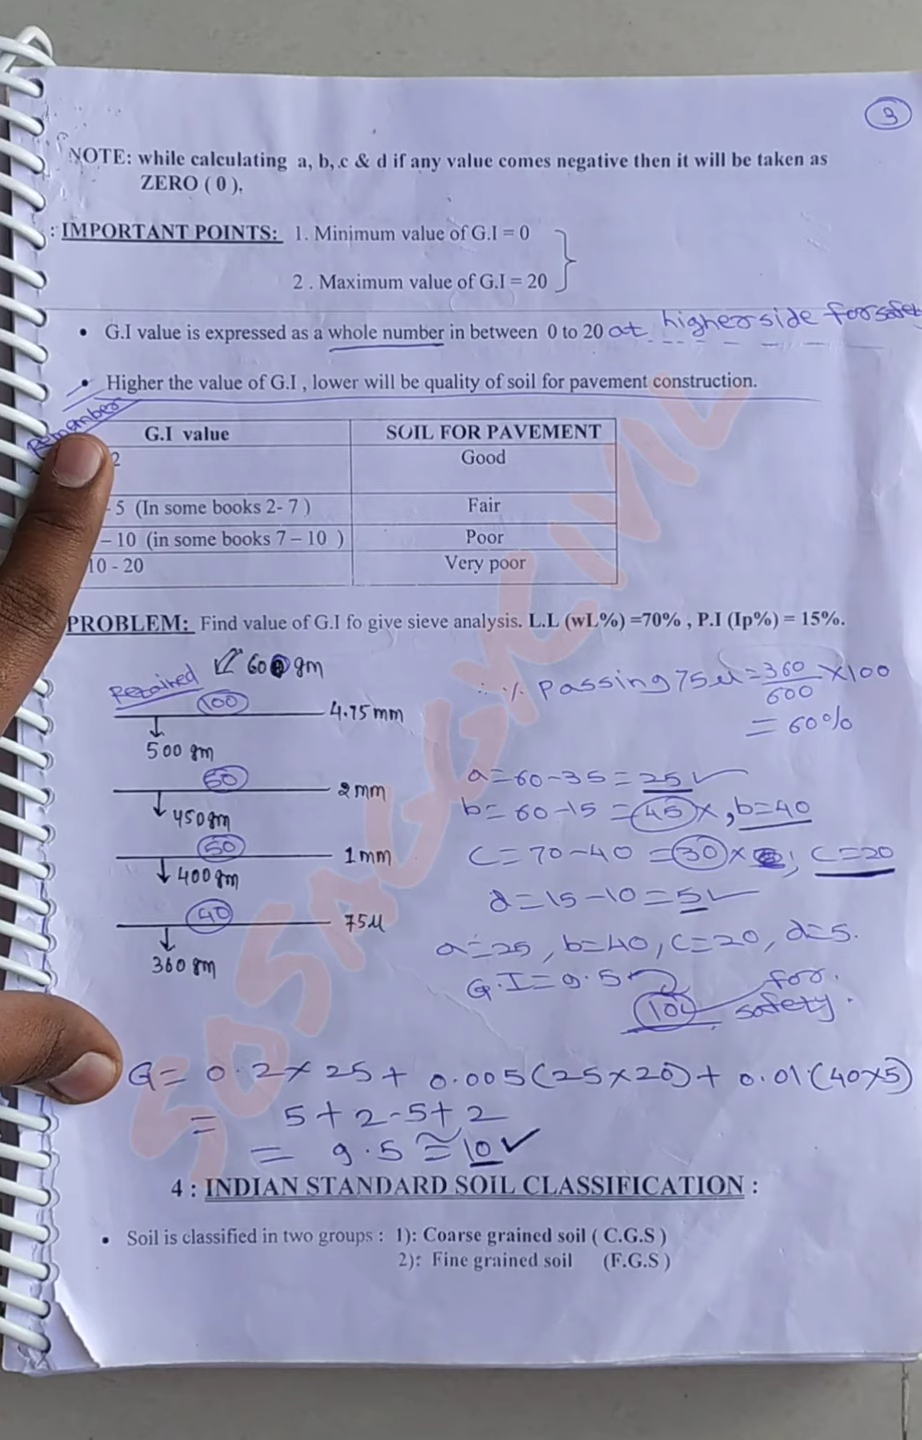 9
NOTE: while calculating a, b, c & d if any value comes negative then it will be taken as
ZERO ( 0 ).
: IMPORTANT POINTS: 1. Minimum value of G.I = 0
2 . Maximum value of G.I = 20
• G.I value is expressed as a whole number in between 0 to 20 at higher side for safet
• Higher the value of G.I , lower will be quality of soil for pavement construction.
Remember
G.I value SOIL FOR PAVEMENT
2 Good
- 5 (In some books 2- 7 ) Fair
– 10 (in some books 7 – 10 ) Poor
10 - 20 Very poor
PROBLEM: Find value of G.I fo give sieve analysis. L.L (wL%) =70% , P.I (Ip%) = 15%.
Retained 600 gm
100 4.75mm
500 gm
50 2mm
450gm
50 1mm
400gm
40 75μ
360 gm
∴ % Passing 75μ = 360/600 × 100
= 60%
a = 60-35 = 25 ✓
b = 60-15 = 45 ×, b=40
C = 70-40 = 30 × ; C=20
d = 15-10 = 5 ✓
a=25, b=40, C=20, d=5.
G.I = 9.5
10 for
safety.
G = 0.2 × 25 + 0.005(25×20) + 0.01(40×5)
= 5+2.5+2
= 9.5 ≅ 10 ✓
4 : INDIAN STANDARD SOIL CLASSIFICATION :
• Soil is classified in two groups : 1): Coarse grained soil ( C.G.S )
2): Fine grained soil (F.G.S )
SOSAGGYCIVIL